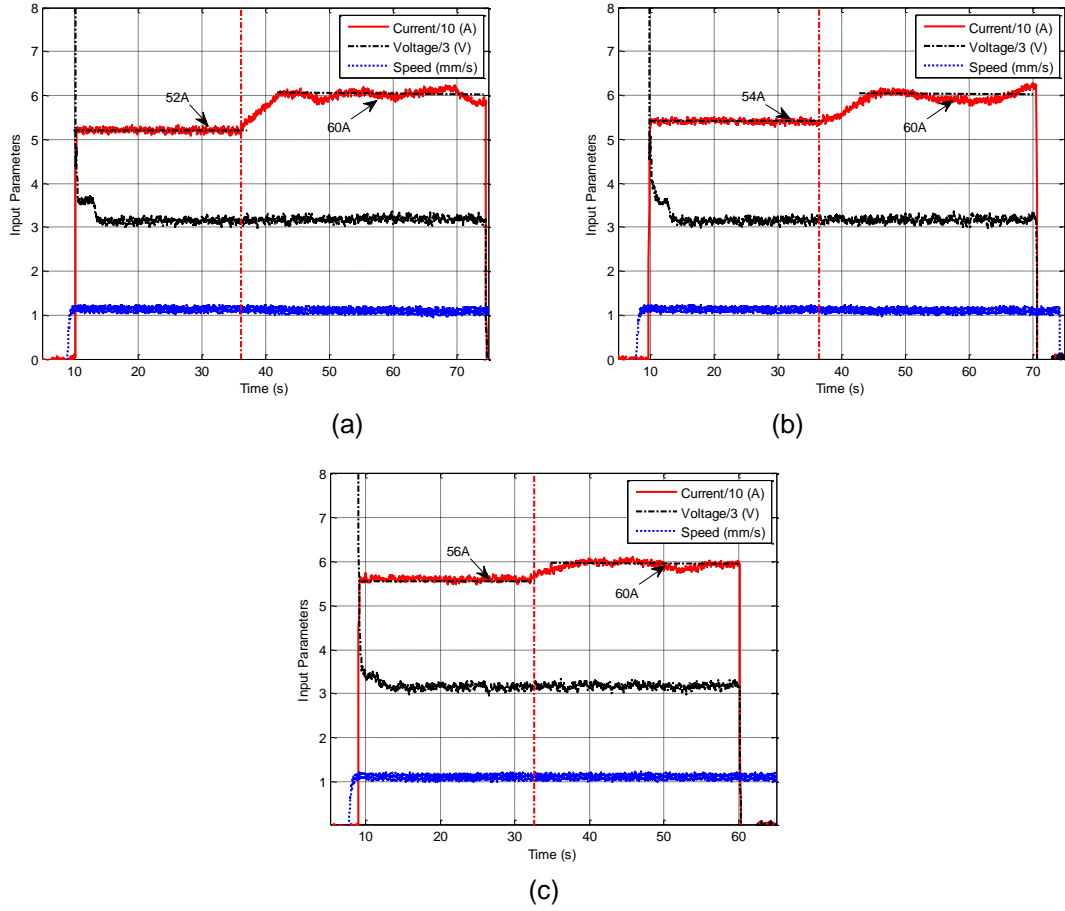 8
7
6
5
4
3
2
1
0
Input Parameters
10 20 30 40 50 60 70
Time (s)
Current/10 (A)
Voltage/3 (V)
Speed (mm/s)
52A
60A
(a)
8
7
6
5
4
3
2
1
0
Input Parameters
10 20 30 40 50 60 70
Time (s)
Current/10 (A)
Voltage/3 (V)
Speed (mm/s)
54A
60A
(b)
8
7
6
5
4
3
2
1
Input Parameters
10 20 30 40 50 60
Time (s)
Current/10 (A)
Voltage/3 (V)
Speed (mm/s)
56A
60A
(c)